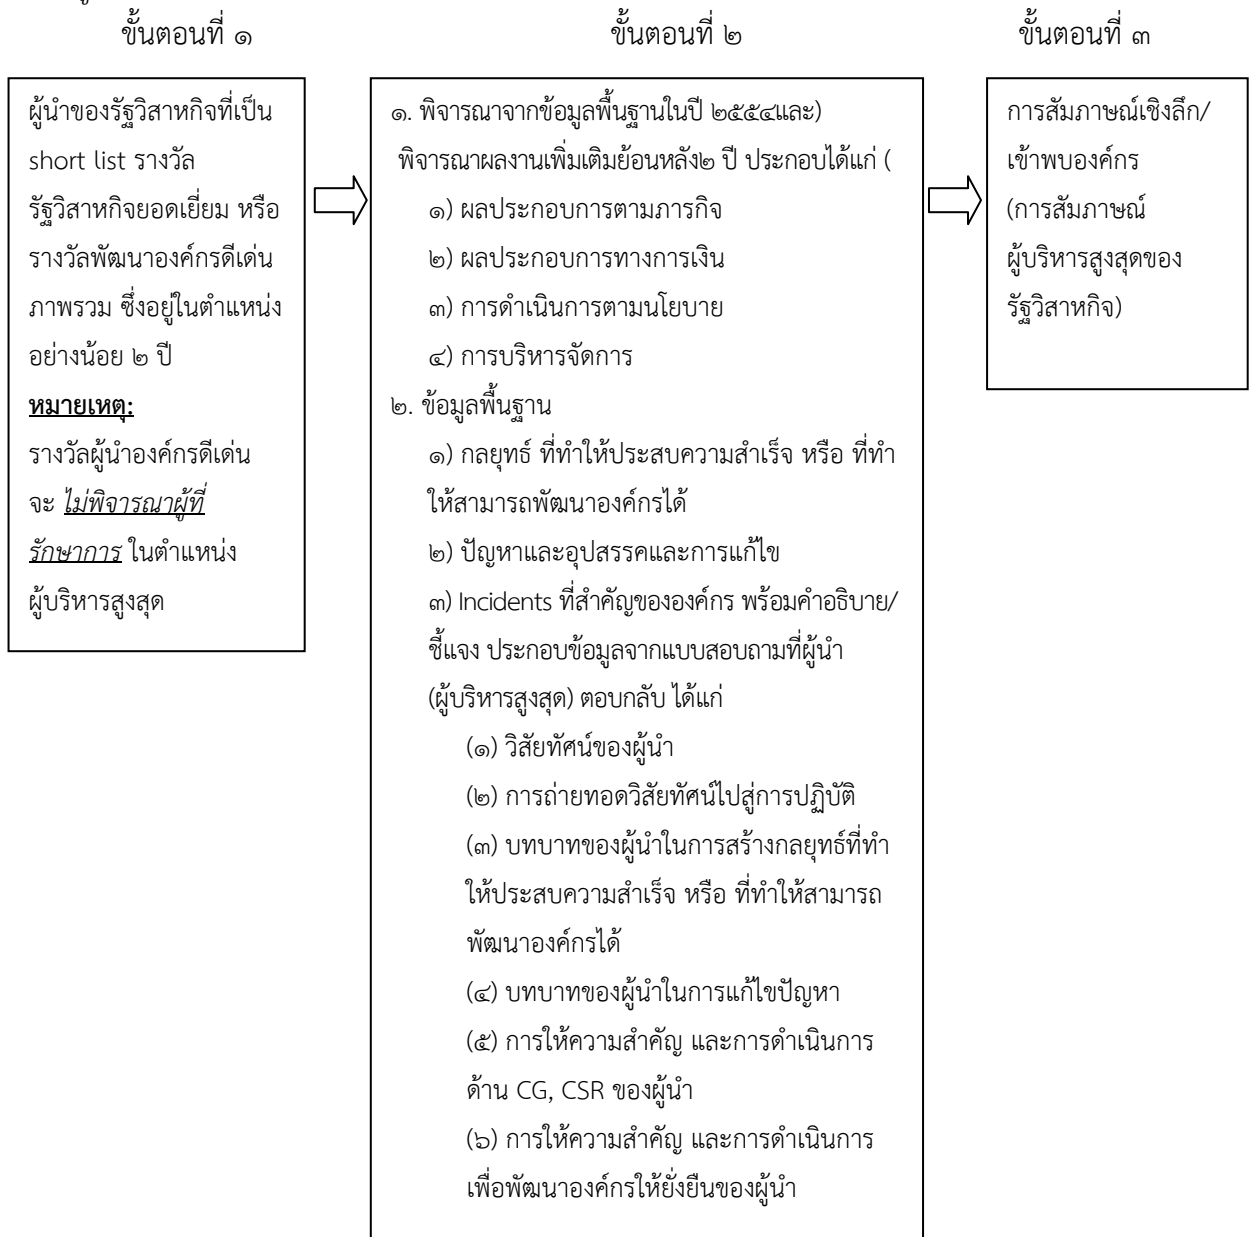 ขั้นตอนที่ ๑
ขั้นตอนที่ ๒
ขั้นตอนที่ ๓
ผู้นำของรัฐวิสาหกิจที่เป็น
short list รางวัล
รัฐวิสาหกิจยอดเยี่ยม หรือ
รางวัลพัฒนาองค์กรดีเด่น
ภาพรวม ซึ่งอยู่ในตำแหน่ง
อย่างน้อย ๒ ปี
หมายเหตุ:
รางวัลผู้นำองค์กรดีเด่น
จะ ไม่พิจารณาผู้ที่
รักษาการ ในตำแหน่ง
ผู้บริหารสูงสุด
๑. พิจารณาจากข้อมูลพื้นฐานในปี ๒๕๕๔และ)
พิจารณาผลงานเพิ่มเติมย้อนหลัง๒ ปี ประกอบได้แก่ (
๑) ผลประกอบการตามภารกิจ
๒) ผลประกอบการทางการเงิน
๓) การดำเนินการตามนโยบาย
๔) การบริหารจัดการ
๒. ข้อมูลพื้นฐาน
๑) กลยุทธ์ ที่ทำให้ประสบความสำเร็จ หรือ ที่ทำ
ให้สามารถพัฒนาองค์กรได้
๒) ปัญหาและอุปสรรคและการแก้ไข
๓) Incidents ที่สำคัญขององค์กร พร้อมคำอธิบาย/
ชี้แจง ประกอบข้อมูลจากแบบสอบถามที่ผู้นำ
(ผู้บริหารสูงสุด) ตอบกลับ ได้แก่
(๑) วิสัยทัศน์ของผู้นำ
(๒) การถ่ายทอดวิสัยทัศน์ไปสู่การปฏิบัติ
(๓) บทบาทของผู้นำในการสร้างกลยุทธ์ที่ทำ
ให้ประสบความสำเร็จ หรือ ที่ทำให้สามารถ
พัฒนาองค์กรได้
(๔) บทบาทของผู้นำในการแก้ไขปัญหา
(๕) การให้ความสำคัญ และการดำเนินการ
ด้าน CG, CSR ของผู้นำ
(๖) การให้ความสำคัญ และการดำเนินการ
เพื่อพัฒนาองค์กรให้ยั่งยืนของผู้นำ
การสัมภาษณ์เชิงลึก/
เข้าพบองค์กร
(การสัมภาษณ์
ผู้บริหารสูงสุดของ
รัฐวิสาหกิจ)